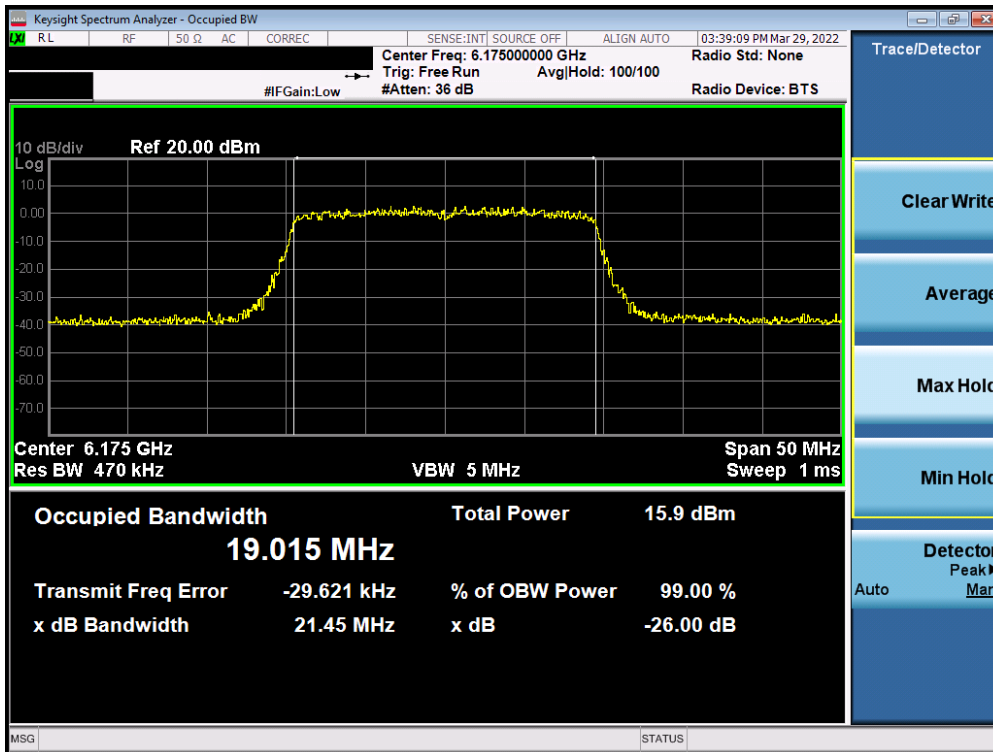 Keysight Spectrum Analyzer - Occupied BW
LXI RL RF 50 Ω AC CORREC SENSE:INT SOURCE OFF ALIGN AUTO 03:39:09 PM Mar 29, 2022
Center Freq: 6.175000000 GHz Radio Std: None
Trig: Free Run Avg|Hold: 100/100
#IFGain:Low #Atten: 36 dB Radio Device: BTS
Trace/Detector
10 dB/div Ref 20.00 dBm
Log
10.0
0.00
-10.0
-20.0
-30.0
-40.0
-50.0
-60.0
-70.0
Center 6.175 GHz Span 50 MHz
Res BW 470 kHz VBW 5 MHz Sweep 1 ms
Clear Write
Average
Max Hold
Min Hold
Detector
Peak▶
Auto Man
Occupied Bandwidth Total Power 15.9 dBm
19.015 MHz
Transmit Freq Error -29.621 kHz % of OBW Power 99.00 %
x dB Bandwidth 21.45 MHz x dB -26.00 dB
MSG STATUS